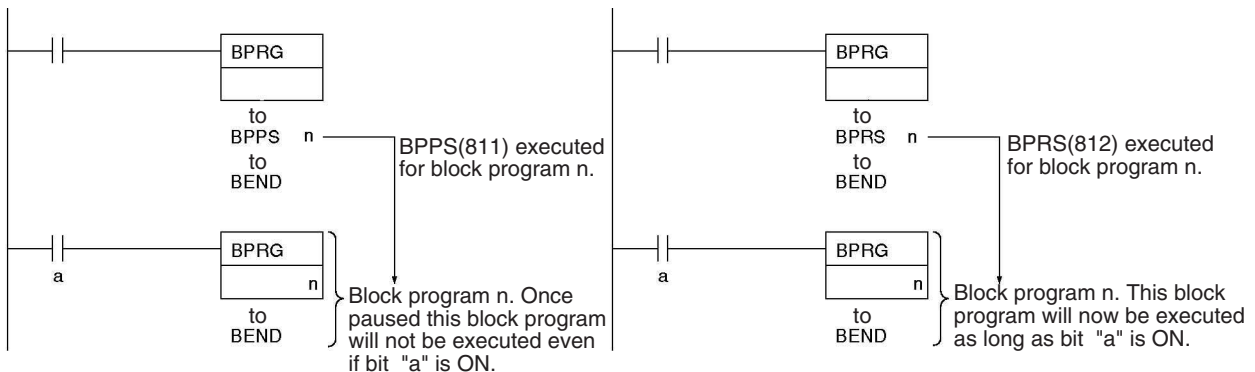 BPRG
to
BPPS n
to
BEND
BPPS(811) executed
for block program n.
a
BPRG
n
to
BEND
Block program n. Once
paused this block program
will not be executed even
if bit "a" is ON.
BPRG
to
BPRS n
to
BEND
BPRS(812) executed
for block program n.
a
BPRG
n
to
BEND
Block program n. This block
program will now be executed
as long as bit "a" is ON.